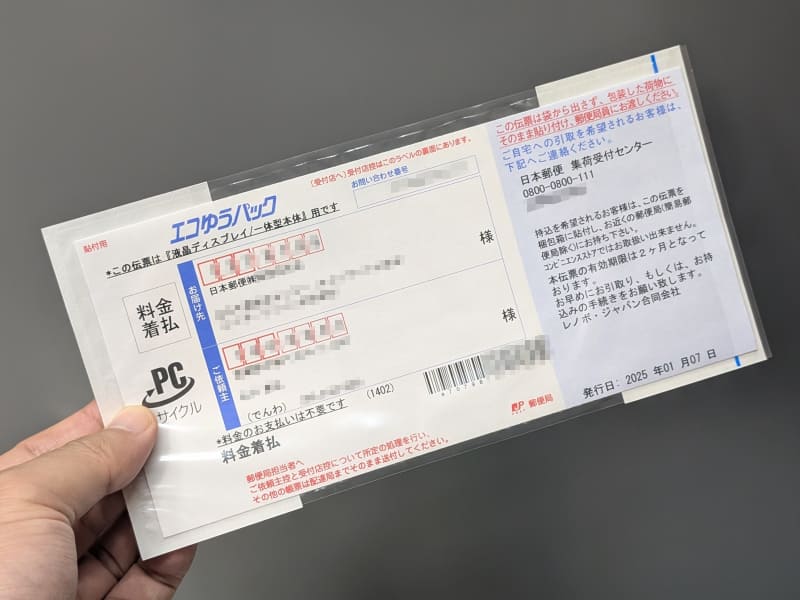 貼付用
エコゆうパック
〔受付店へ〕受付店控はこのラベルの裏面にあります。
お問い合わせ番号
*この伝票は『液晶ディスプレイ/一体型本体』用です
料金
着払
お届け先
日本郵便㈱
様
ご依頼主
様
PC
サイクル
(でんわ)
(1402)
*料金のお支払いは不要です
料金着払
JP 郵便局
郵便局担当者へ
ご依頼主控と受付店控について所定の処理を行い、
その他の帳票は配達局までそのまま送付してください。
この伝票は袋から出さず、包装した荷物に
そのまま貼り付け、郵便局員にお渡しください。
ご自宅への引取を希望されるお客様は、
下記へご連絡ください。
日本郵便 集荷受付センター
0800-0800-111
持込を希望されるお客様は、この伝票を
梱包箱に貼付し、お近くの郵便局(簡易郵
便局除く)にお持ち下さい。
コンビニエンスストアではお取扱い出来ません。
本伝票の有効期限は2ヶ月となって
おります。
お早めにお引取り、もしくは、お持
込みの手続きをお願い致します。
レノボ・ジャパン合同会社
発行日: 2025 年01 月07 日